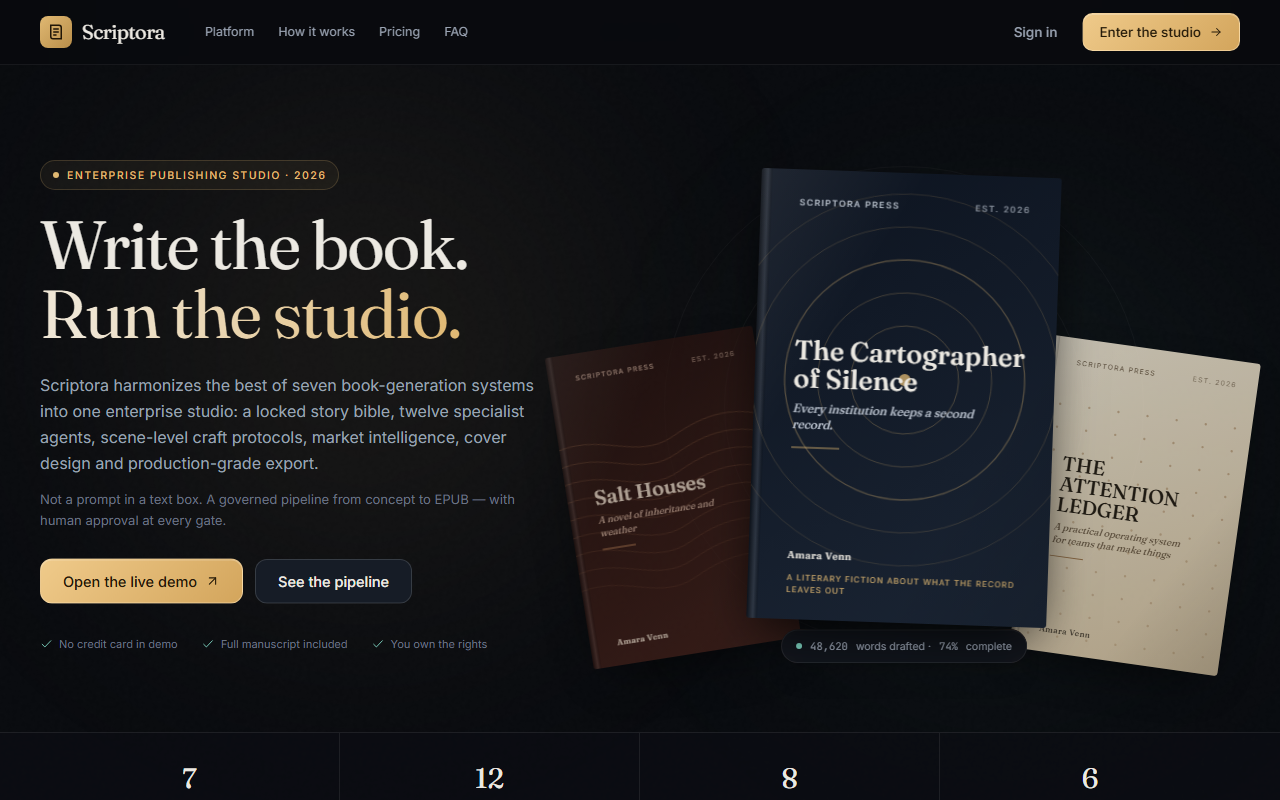 Scriptora
Platform
How it works
Pricing
FAQ
Sign in
Enter the studio
ENTERPRISE PUBLISHING STUDIO · 2026
Write the book.
Run the studio.
Scriptora harmonizes the best of seven book-generation systems
into one enterprise studio: a locked story bible, twelve specialist
agents, scene-level craft protocols, market intelligence, cover
design and production-grade export.
Not a prompt in a text box. A governed pipeline from concept to EPUB — with
human approval at every gate.
Open the live demo
See the pipeline
No credit card in demo
Full manuscript included
You own the rights
SCRIPTORA PRESS
EST. 2026
Salt Houses
A novel of inheritance and
weather
Amara Venn
SCRIPTORA PRESS
EST. 2026
The Cartographer
of Silence
Every institution keeps a second
record.
Amara Venn
A LITERARY FICTION ABOUT WHAT THE RECORD
LEAVES OUT
SCRIPTORA PRESS
EST. 2026
THE
ATTENTION
LEDGER
A practical operating system
for teams that make things
Amara Venn
48,620 words drafted · 74% complete
7
12
8
6